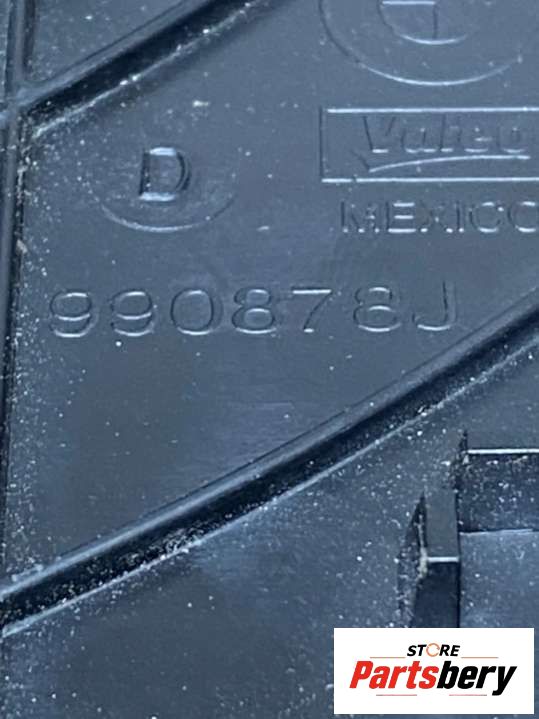 Valeo
D
MEXICO
990878J
STORE
Partsbery